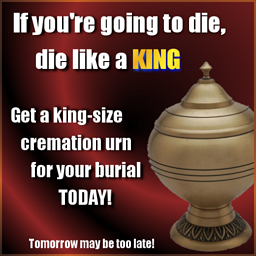 If you're going to die,
die like a KING
Get a king-size
cremation urn
for your burial
TODAY!
Tomorrow may be too late!